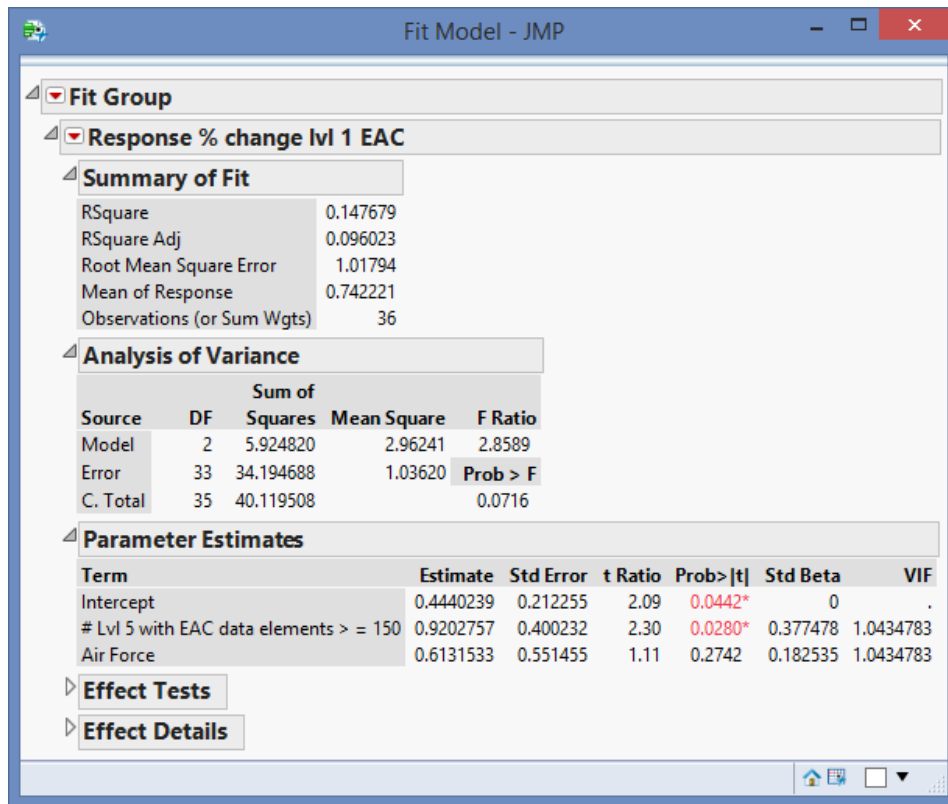 Fit Model - JMP
Fit Group
Response % change lvl 1 EAC
Summary of Fit
RSquare 0.147679
RSquare Adj 0.096023
Root Mean Square Error 1.01794
Mean of Response 0.742221
Observations (or Sum Wgts) 36
Analysis of Variance
Sum of
Source DF Squares Mean Square F Ratio
Model 2 5.924820 2.96241 2.8589
Error 33 34.194688 1.03620 Prob > F
C. Total 35 40.119508 0.0716
Parameter Estimates
Term Estimate Std Error t Ratio Prob>|t| Std Beta VIF
Intercept 0.4440239 0.212255 2.09 0.0442* 0 .
# Lvl 5 with EAC data elements > = 150 0.9202757 0.400232 2.30 0.0280* 0.377478 1.0434783
Air Force 0.6131533 0.551455 1.11 0.2742 0.182535 1.0434783
Effect Tests
Effect Details